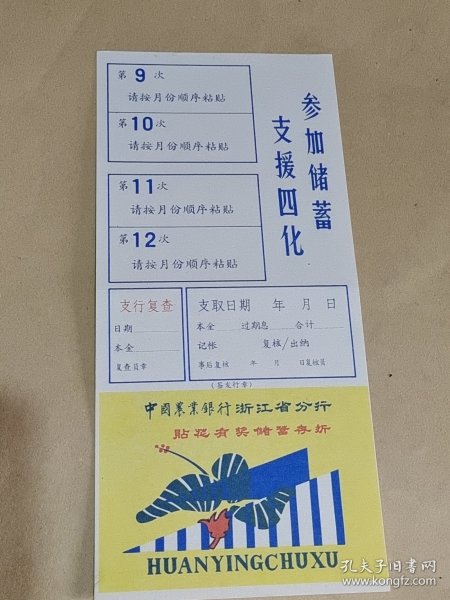 第9次
请按月份顺序粘贴
第10次
请按月份顺序粘贴
第11次
请按月份顺序粘贴
第12次
请按月份顺序粘贴
参加储蓄
支援四化
支行复查
日期
本金
复查员章
支取日期 年 月 日
本金 过期息 合计
记帐 复核/出纳
事后复核 年 月 日复核员
(签发行章)
中国农业銀行浙江省分行
貼花有奖储蓄存折
HUANYINGCHUXU
孔夫子旧书网
www.kongfz.com